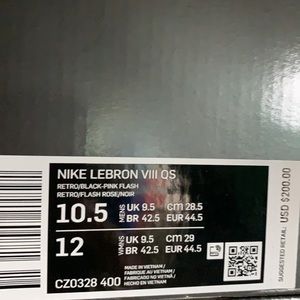 NIKE LEBRON VIII QS
RETRO/BLACK-PINK FLASH
RETRO/FLASH ROSE/NOIR
10.5 MENS UK 9.5 CM 28.5
BR 42.5 EUR 44.5
12 WMNS UK 9.5 CM 29
BR 42.5 EUR 44.5
CZ0328 400
MADE IN VIETNAM /
FABRIQUE AU VIETNAM /
FABRICADO NO VIETNÃ /
HECHO EN VIETNAM
SUGGESTED RETAIL: USD $200.00